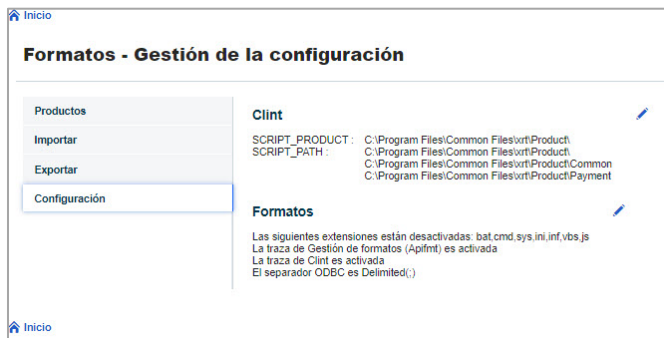 Inicio
Formatos - Gestión de la configuración
Productos
Importar
Exportar
Configuración
Clint
SCRIPT_PRODUCT : C:\Program Files\Common Files\xrt\Product\
SCRIPT_PATH : C:\Program Files\Common Files\xrt\Product\
C:\Program Files\Common Files\xrt\Product\Common
C:\Program Files\Common Files\xrt\Product\Payment
Formatos
Las siguientes extensiones están desactivadas: bat,cmd,sys,ini,inf,vbs,js
La traza de Gestión de formatos (Apifmt) es activada
La traza de Clint es activada
El separador ODBC es Delimited(;)
Inicio